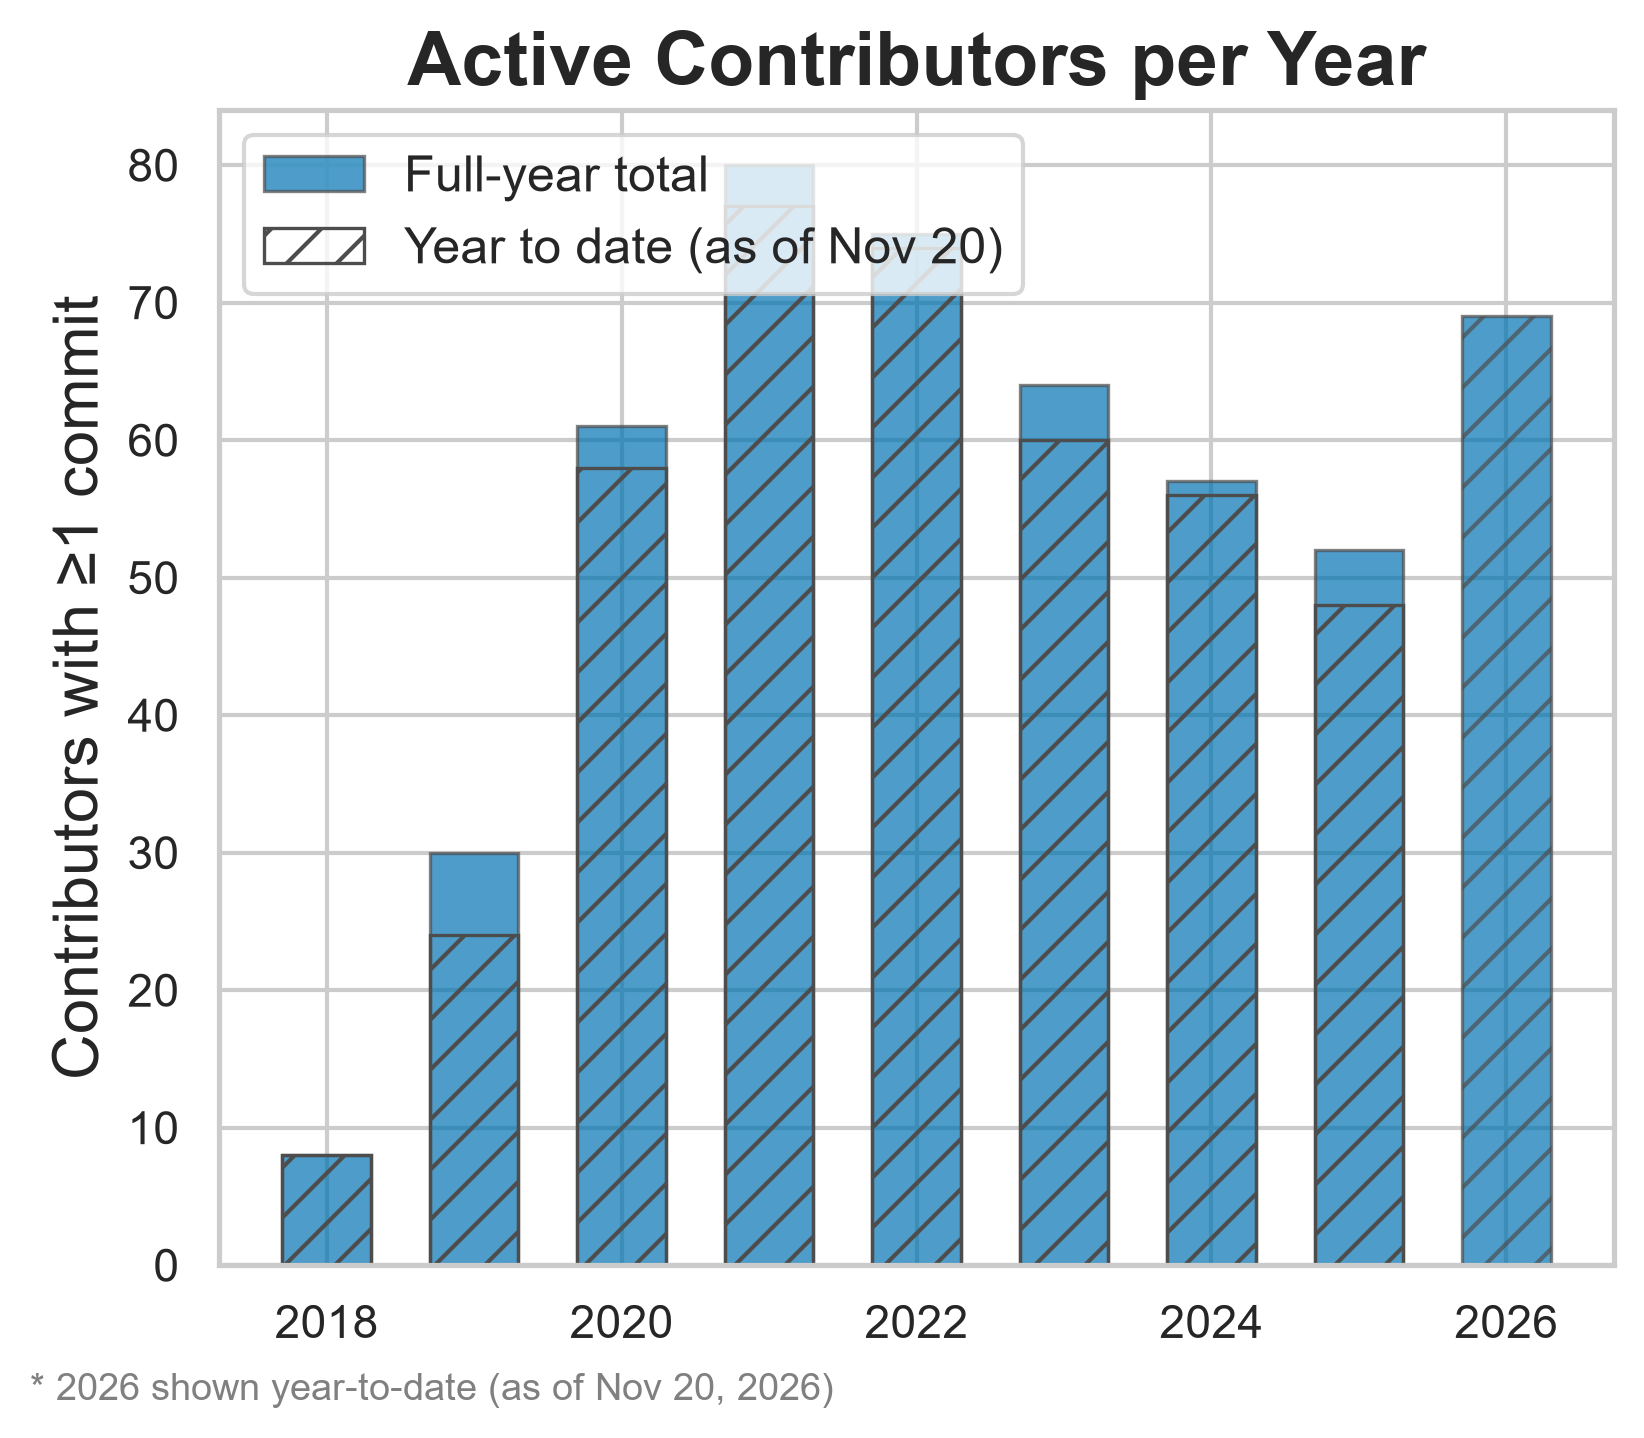 Active Contributors per Year
Full-year total
Year to date (as of Nov 20)
Contributors with ≥1 commit
80
70
60
50
40
30
20
10
0
2018
2020
2022
2024
2026
* 2026 shown year-to-date (as of Nov 20, 2026)